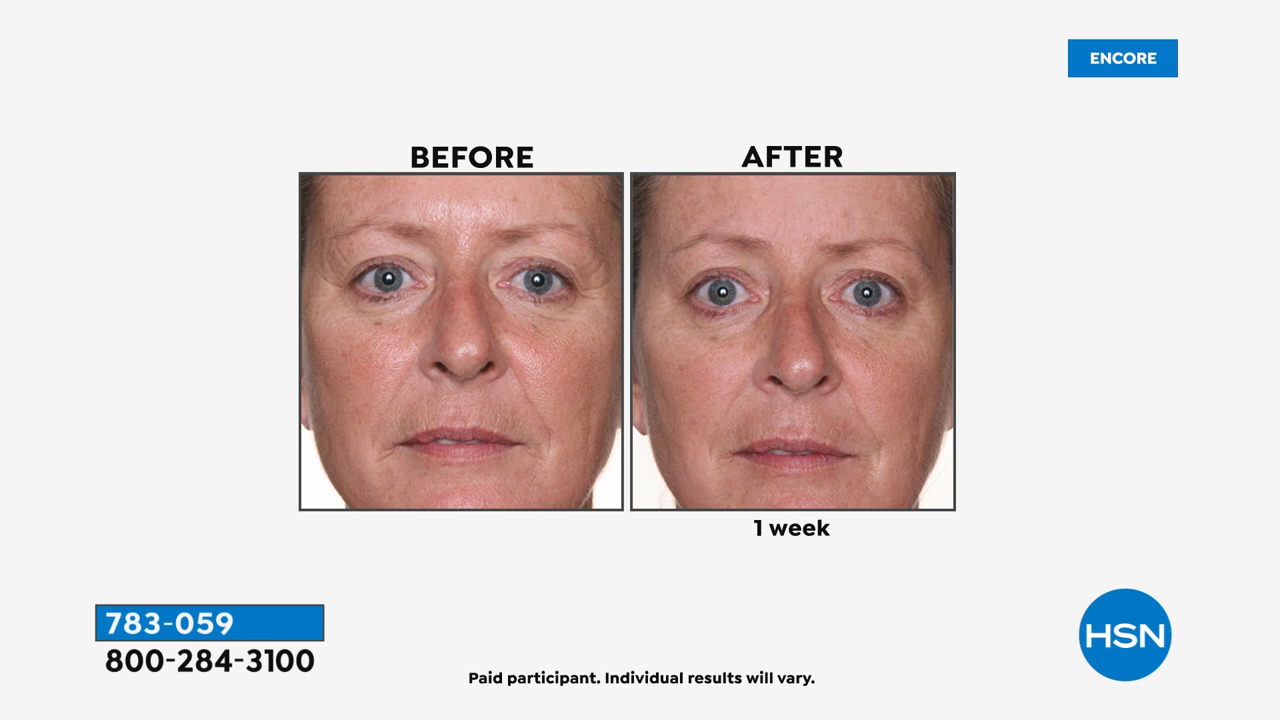 ENCORE
BEFORE
AFTER
1 week
783-059
800-284-3100
Paid participant. Individual results will vary.
HSN